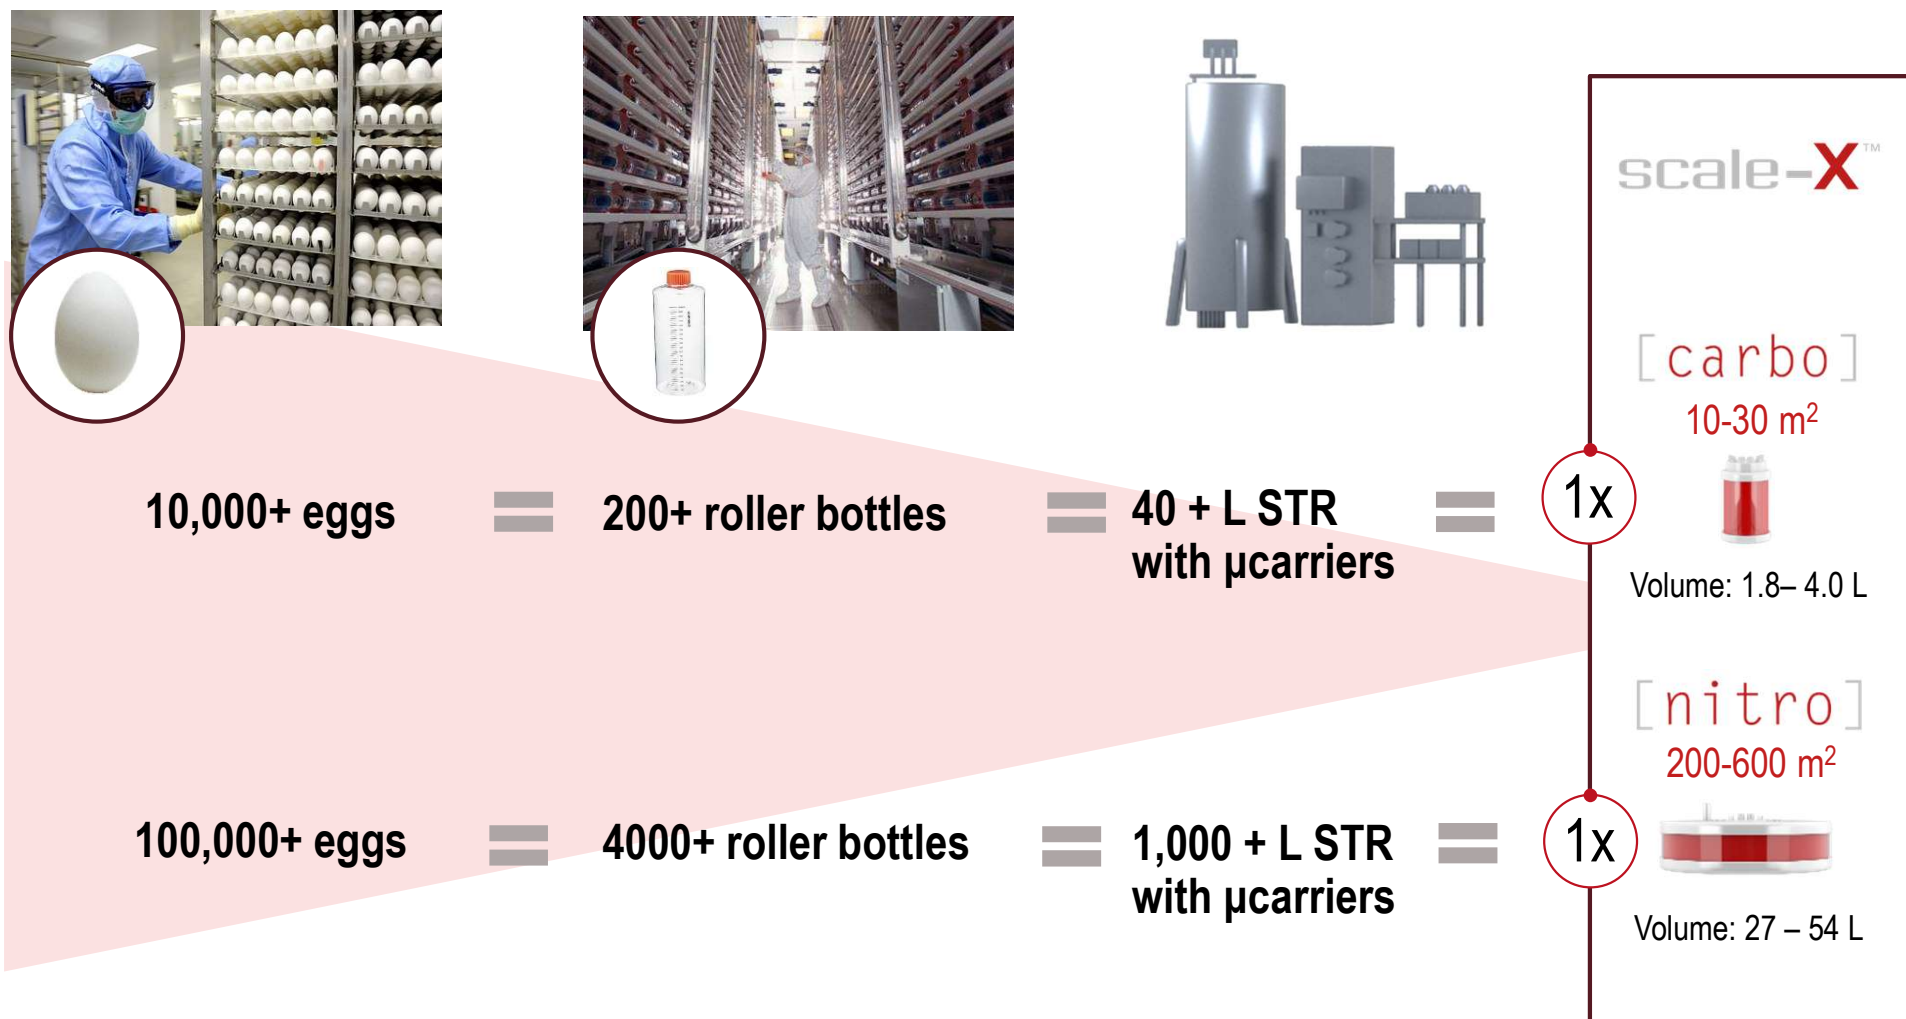 scale-X™
[carbo]
10-30 m²
10,000+ eggs = 200+ roller bottles = 40 + L STR
with µcarriers = 1x
Volume: 1.8– 4.0 L
[nitro]
200-600 m²
100,000+ eggs = 4000+ roller bottles = 1,000 + L STR
with µcarriers = 1x
Volume: 27 – 54 L